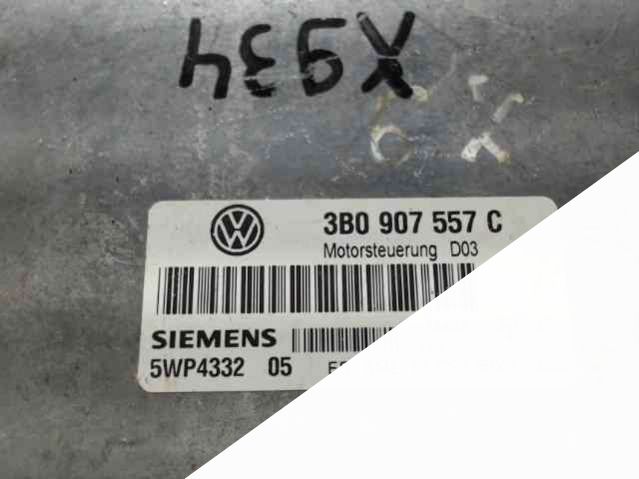 X934
3B0 907 557 C
Motorsteuerung D03
SIEMENS
5WP4332 05